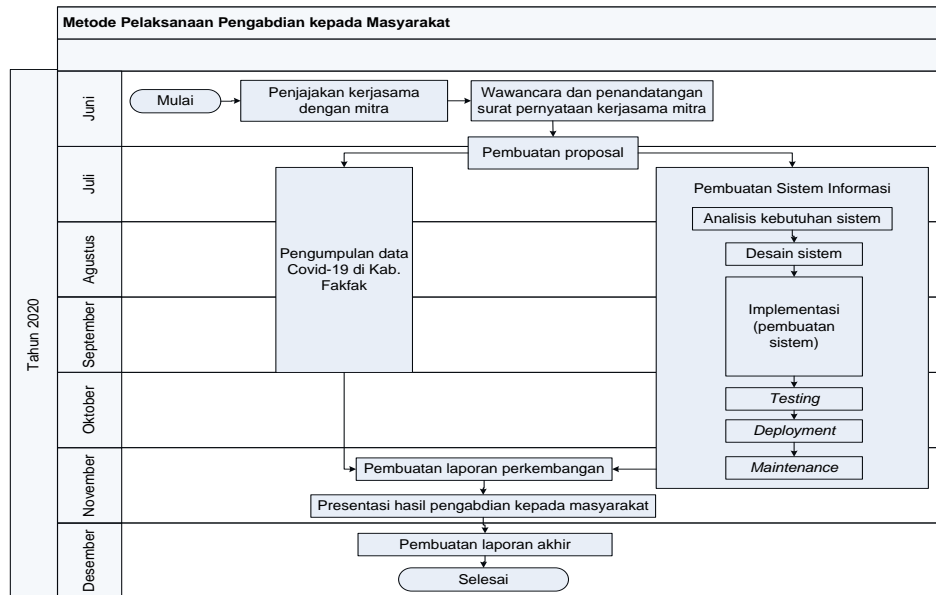 Metode Pelaksanaan Pengabdian kepada Masyarakat
Tahun 2020
Juni
Mulai
Penjajakan kerjasama
dengan mitra
Wawancara dan penandatangan
surat pernyataan kerjasama mitra
Pembuatan proposal
Juli
Pembuatan Sistem Informasi
Analisis kebutuhan sistem
Agustus
Pengumpulan data
Covid-19 di Kab.
Fakfak
Desain sistem
September
Implementasi
(pembuatan
sistem)
Oktober
Testing
Deployment
November
Pembuatan laporan perkembangan
Maintenance
Presentasi hasil pengabdian kepada masyarakat
Desember
Pembuatan laporan akhir
Selesai